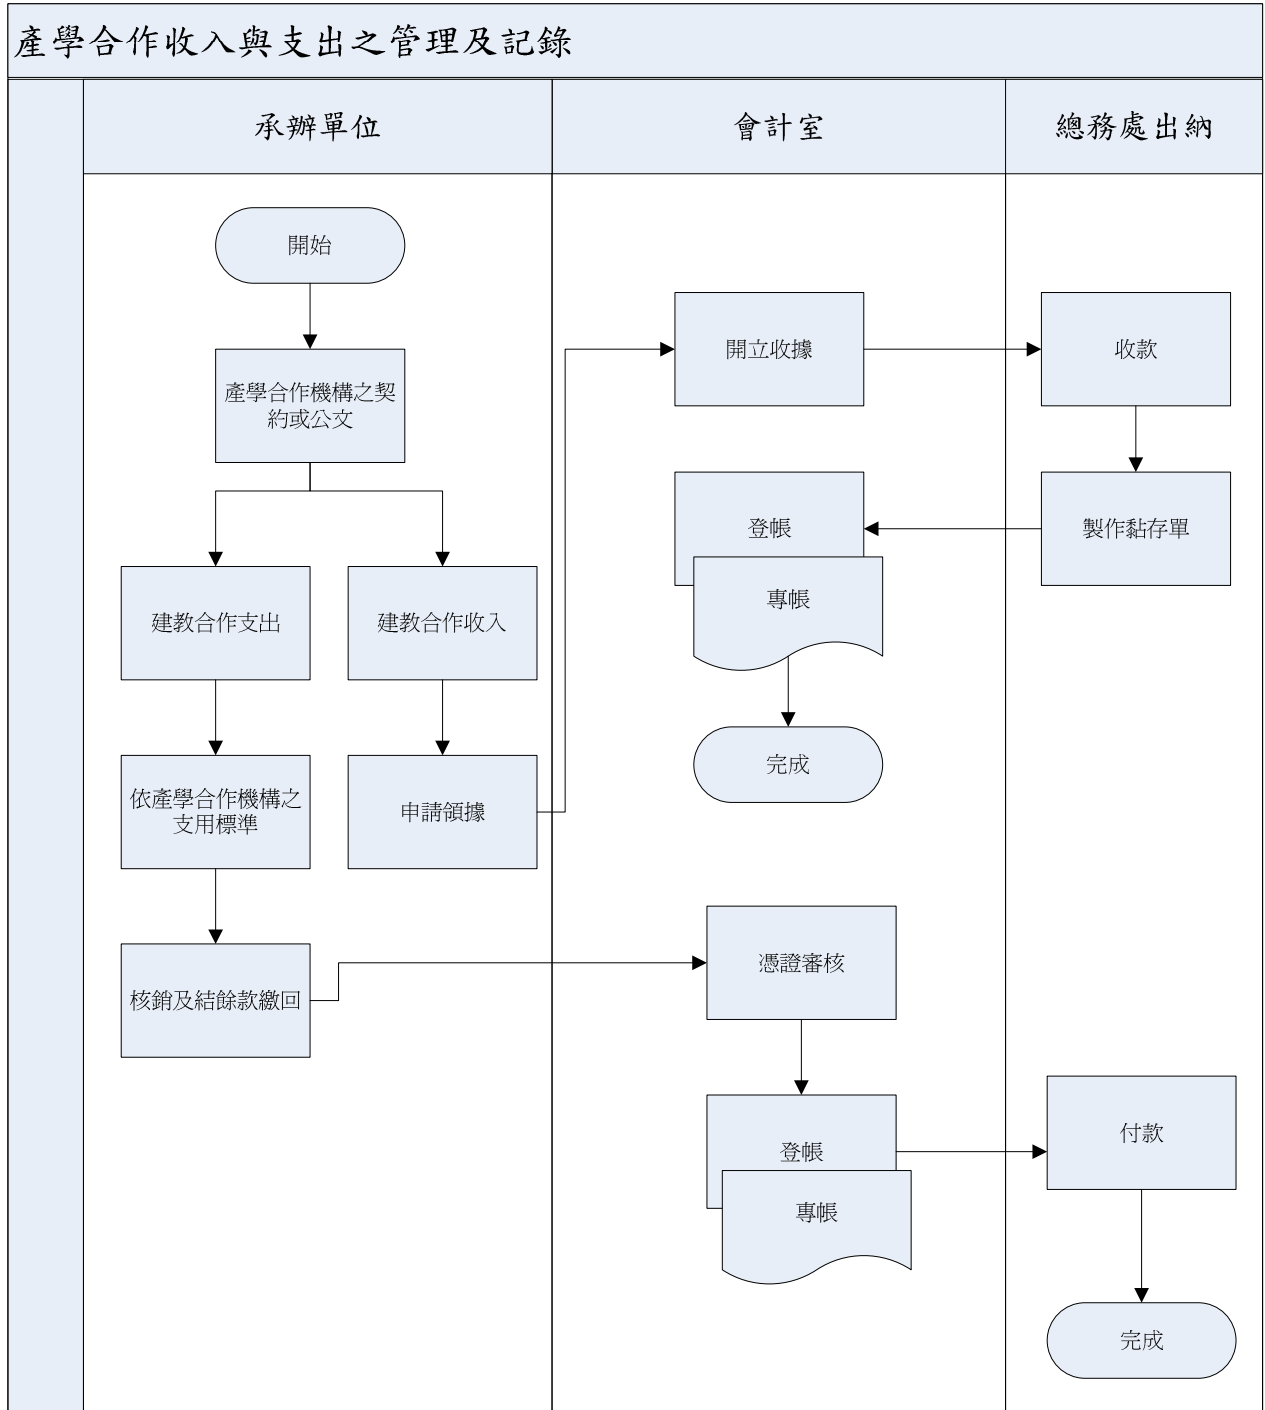 產學合作收入與支出之管理及記錄
承辦單位
會計室
總務處出納
開始
產學合作機構之契
約或公文
建教合作支出
建教合作收入
依產學合作機構之
支用標準
申請領據
核銷及結餘款繳回
開立收據
收款
製作黏存單
登帳
專帳
完成
憑證審核
登帳
專帳
付款
完成